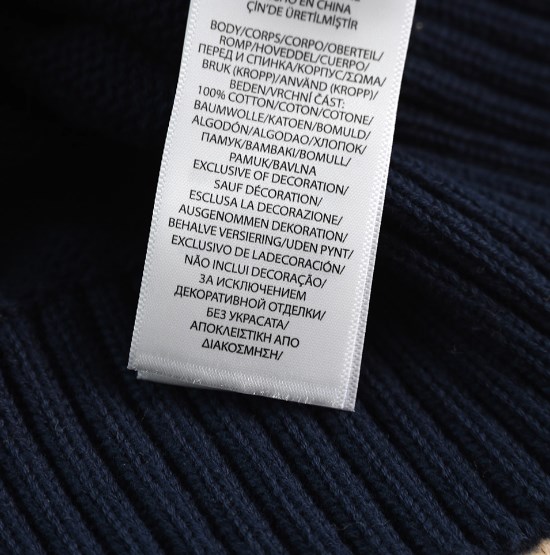 EN CHINA
ÇİN'DE ÜRETİLMİŞTİR
BODY/CORPS/CORPO/OBERTEIL/
ROMP/HOVEDDEL/CUERPO/
ПЕРЕД И СПИНКА/КОРПУС/ΣΩΜΑ/
BRUK (KROPP)/ANVÄND (KROPP)/
BEDEN/VRCHNÍ ČÁST:
100% COTTON/COTON/COTONE/
BAUMWOLLE/KATOEN/BOMULD/
ALGODÓN/ALGODAO/ХЛОПОК/
ПАМУК/ΒΑΜΒΑΚΙ/BOMULL/
PAMUK/BAVLNA
EXCLUSIVE OF DECORATION/
SAUF DÉCORATION/
ESCLUSA LA DECORAZIONE/
AUSGENOMMEN DEKORATION/
BEHALVE VERSIERING/UDEN PYNT/
EXCLUSIVO DE LADECORACIÓN/
NÃO INCLUI DECORAÇÃO/
ЗА ИСКЛЮЧЕНИЕМ
ДЕКОРАТИВНОЙ ОТДЕЛКИ/
БЕЗ УКРАСАТА/
ΑΠΟΚΛΕΙΣΤΙΚΗ ΑΠΟ
ΔΙΑΚΟΣΜΗΣΗ/